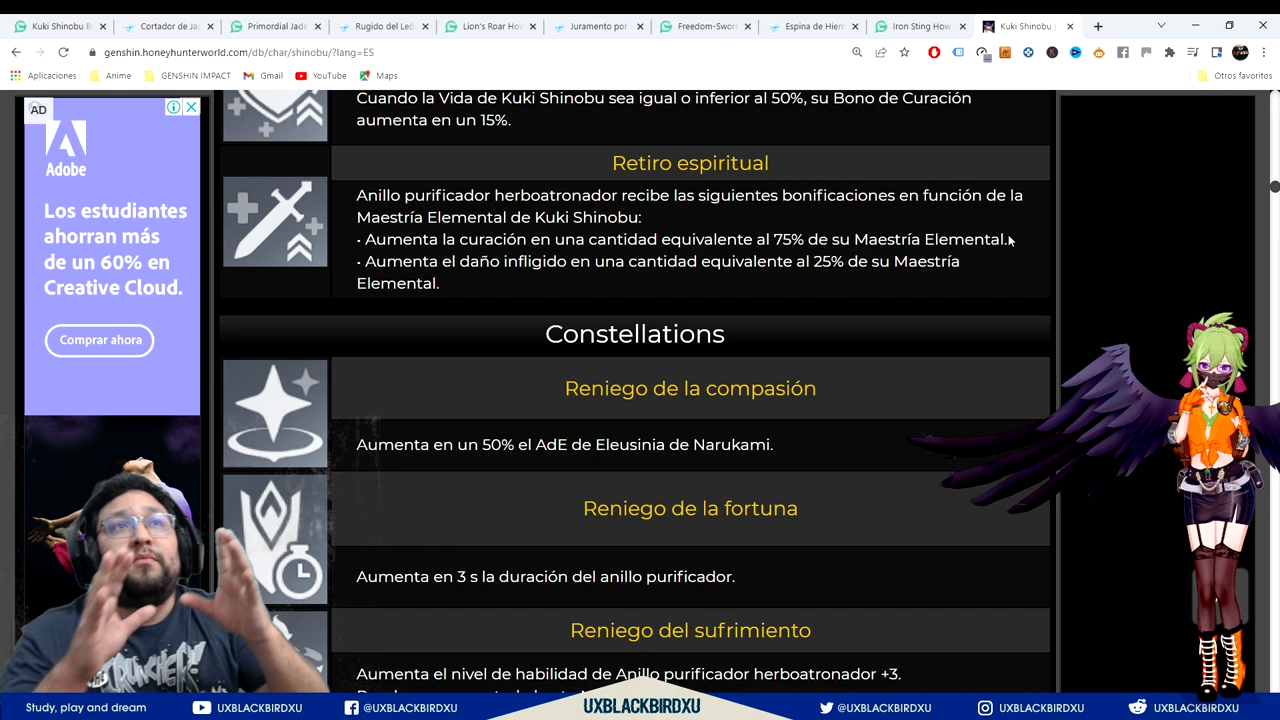 Kuki Shinobu B
Cortador de Jac
Primordial Jade
Rugido del Leó
Lion's Roar How
Juramento por
Freedom-Sworn
Espina de Hierr
Iron Sting How
Kuki Shinobu |
genshin.honeyhunterworld.com/db/char/shinobu/?lang=ES
Aplicaciones
Anime
GENSHIN IMPACT
Gmail
YouTube
Maps
Otros favoritos
AD
Adobe
Los estudiantes
ahorran más
de un 60% en
Creative Cloud.
Comprar ahora
Cuando la Vida de Kuki Shinobu sea igual o inferior al 50%, su Bono de Curación
aumenta en un 15%.
Retiro espiritual
Anillo purificador herboatronador recibe las siguientes bonificaciones en función de la
Maestría Elemental de Kuki Shinobu:
· Aumenta la curación en una cantidad equivalente al 75% de su Maestría Elemental.
· Aumenta el daño infligido en una cantidad equivalente al 25% de su Maestría
Elemental.
Constellations
Reniego de la compasión
Aumenta en un 50% el AdE de Eleusinia de Narukami.
Reniego de la fortuna
Aumenta en 3 s la duración del anillo purificador.
Reniego del sufrimiento
Aumenta el nivel de habilidad de Anillo purificador herboatronador +3.
CRUNCHER!
Study, play and dream
UXBLACKBIRDXU
@UXBLACKBIRDXU
UXBLACKBIRDXU
@UXBLACKBIRDXU
UXBLACKBIRDXU
UXBLACKBIRDXU